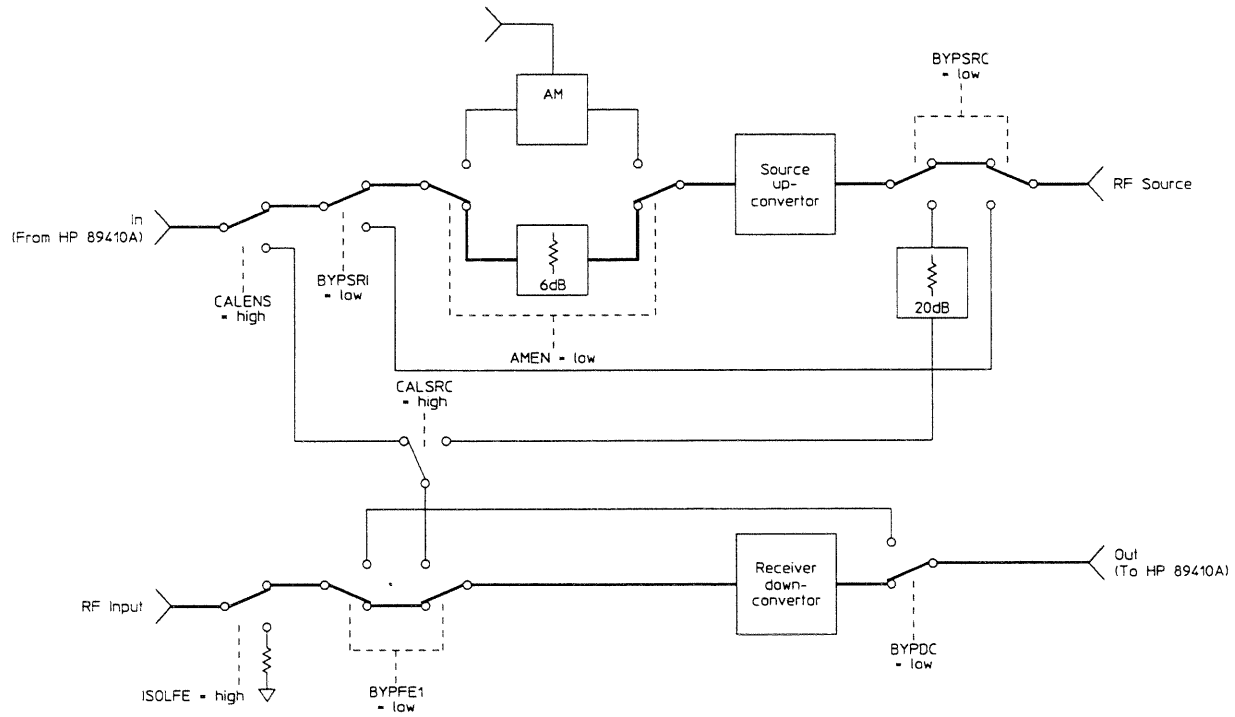 AM
BYPSRC
= low
Source
up-
convertor
RF Source
In
(From HP 89410A)
BYPSRI
= low
6dB
20dB
CALENS
= high
AMEN = low
CALSRC
= high
Receiver
down-
convertor
Out
(To HP 89410A)
RF Input
BYPDC
= low
ISOLFE = high
BYPFE1
= low